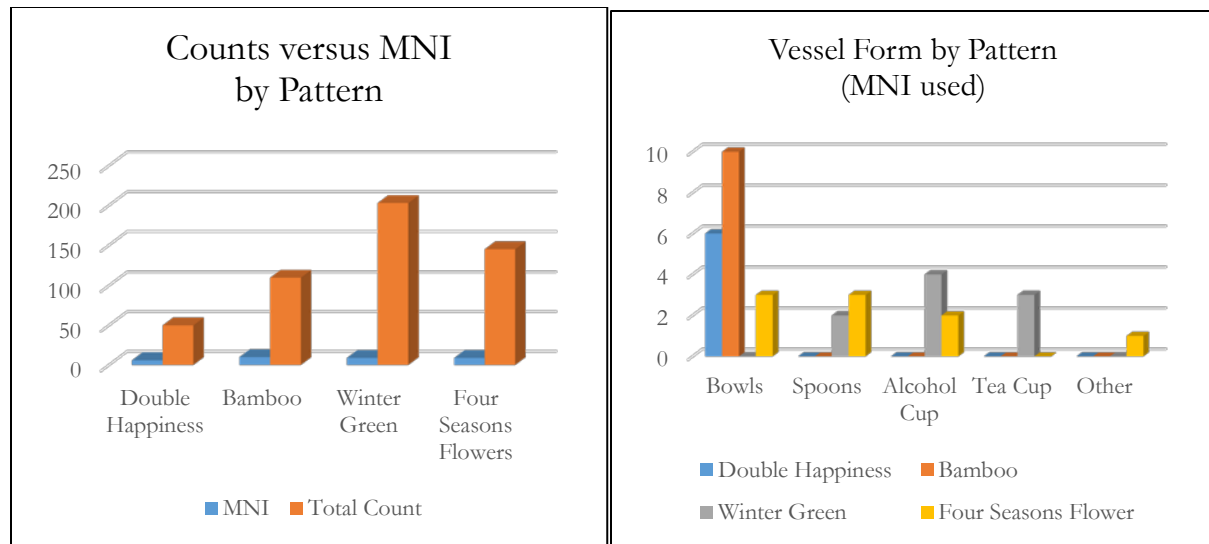 Counts versus MNI
by Pattern
250
200
150
100
50
0
Double
Happiness
Bamboo
Winter
Green
Four
Seasons
Flowers
MNI
Total Count
Vessel Form by Pattern
(MNI used)
10
8
6
4
2
0
Bowls
Spoons
Alcohol
Cup
Tea Cup
Other
Double Happiness
Bamboo
Winter Green
Four Seasons Flower